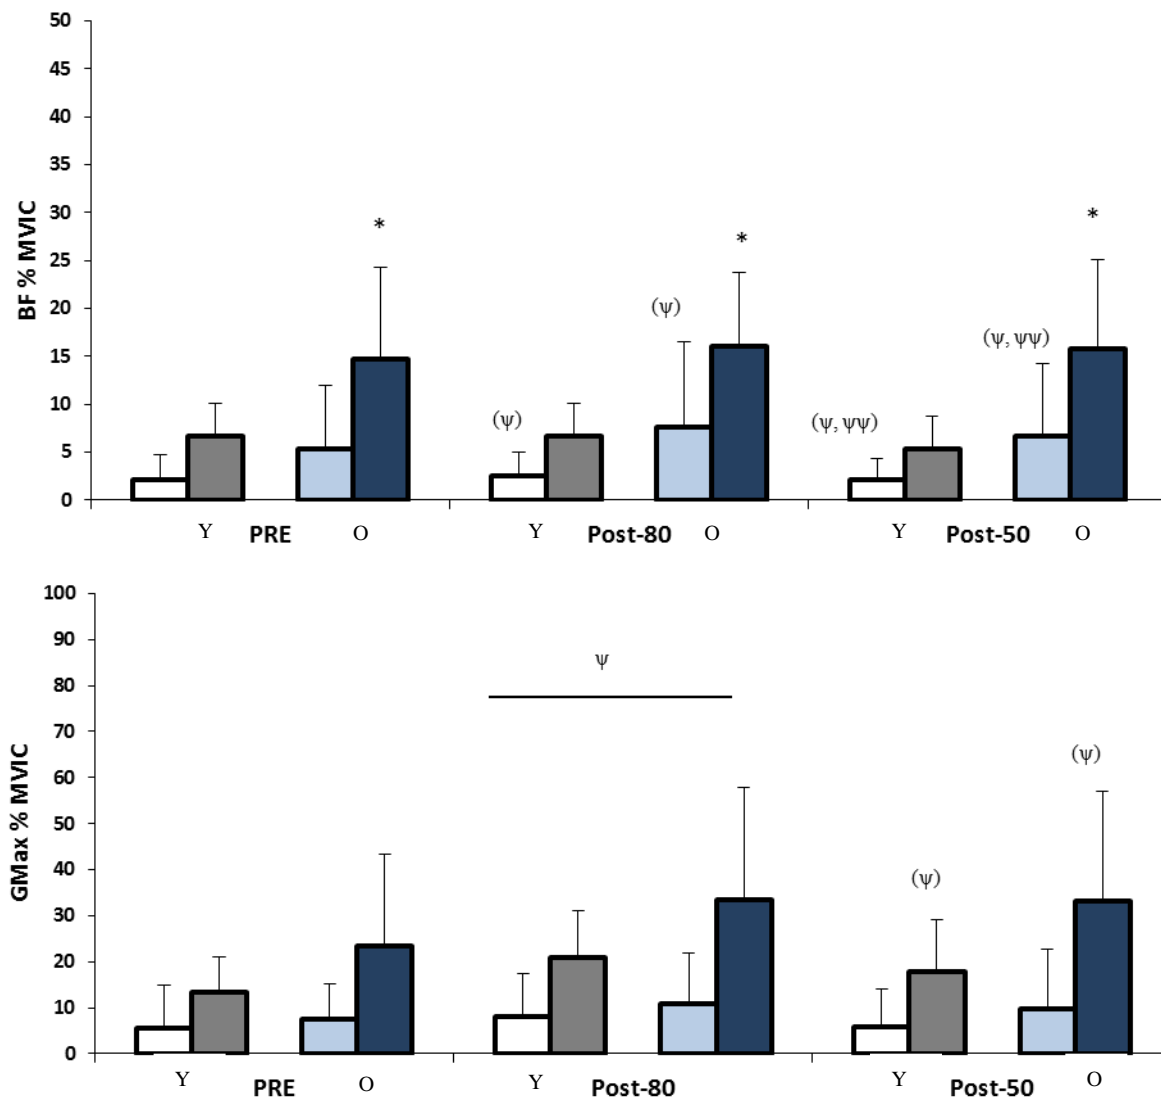 50
45
40
35
30
25
20
15
10
5
0
BF % MVIC
*
*
*
(ψ)
(ψ)
(ψ, ψψ)
(ψ, ψψ)
Y PRE O Y Post-80 O Y Post-50 O
100
90
80
70
60
50
40
30
20
10
0
GMax % MVIC
ψ
(ψ)
(ψ)
Y PRE O Y Post-80 Y Post-50 O